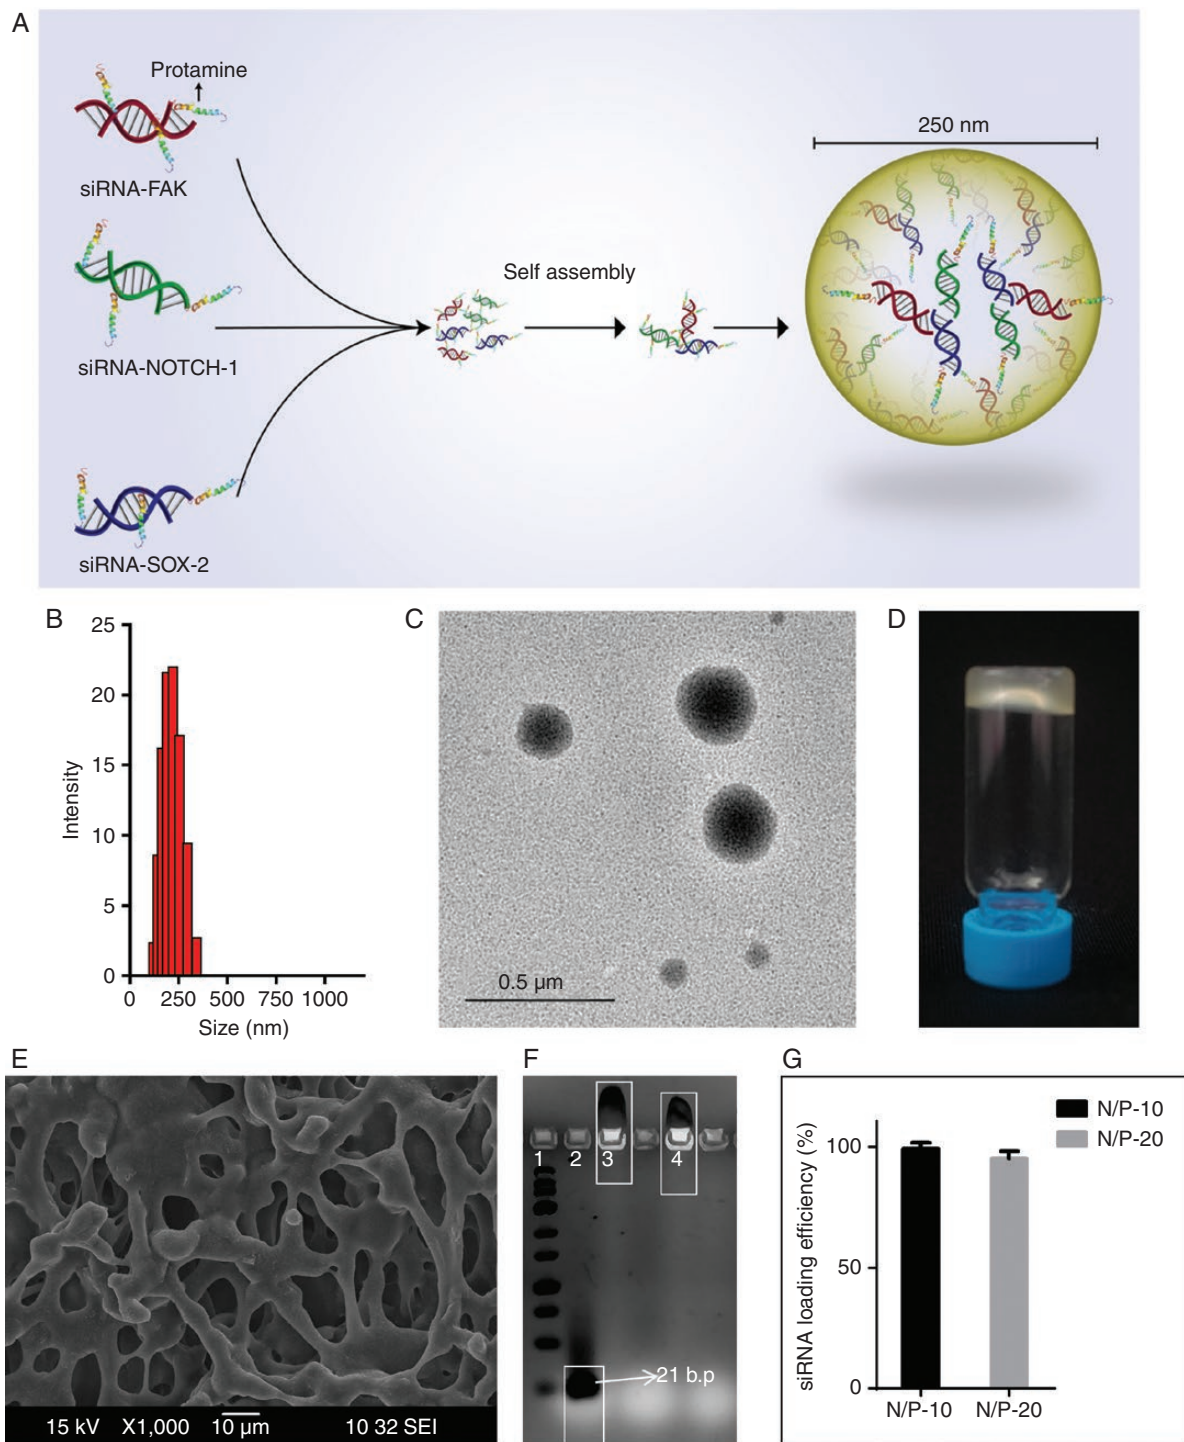 A
Protamine
250 nm
siRNA-FAK
Self assembly
siRNA-NOTCH-1
siRNA-SOX-2
B
25
20
15
10
5
0
Intensity
0 250 500 750 1000
Size (nm)
C
0.5 µm
D
E
15 kV X1,000 10 µm 10 32 SEI
F
1 2 3 4
21 b.p
G
N/P-10
N/P-20
siRNA loading efficiency (%)
100
50
0
N/P-10 N/P-20